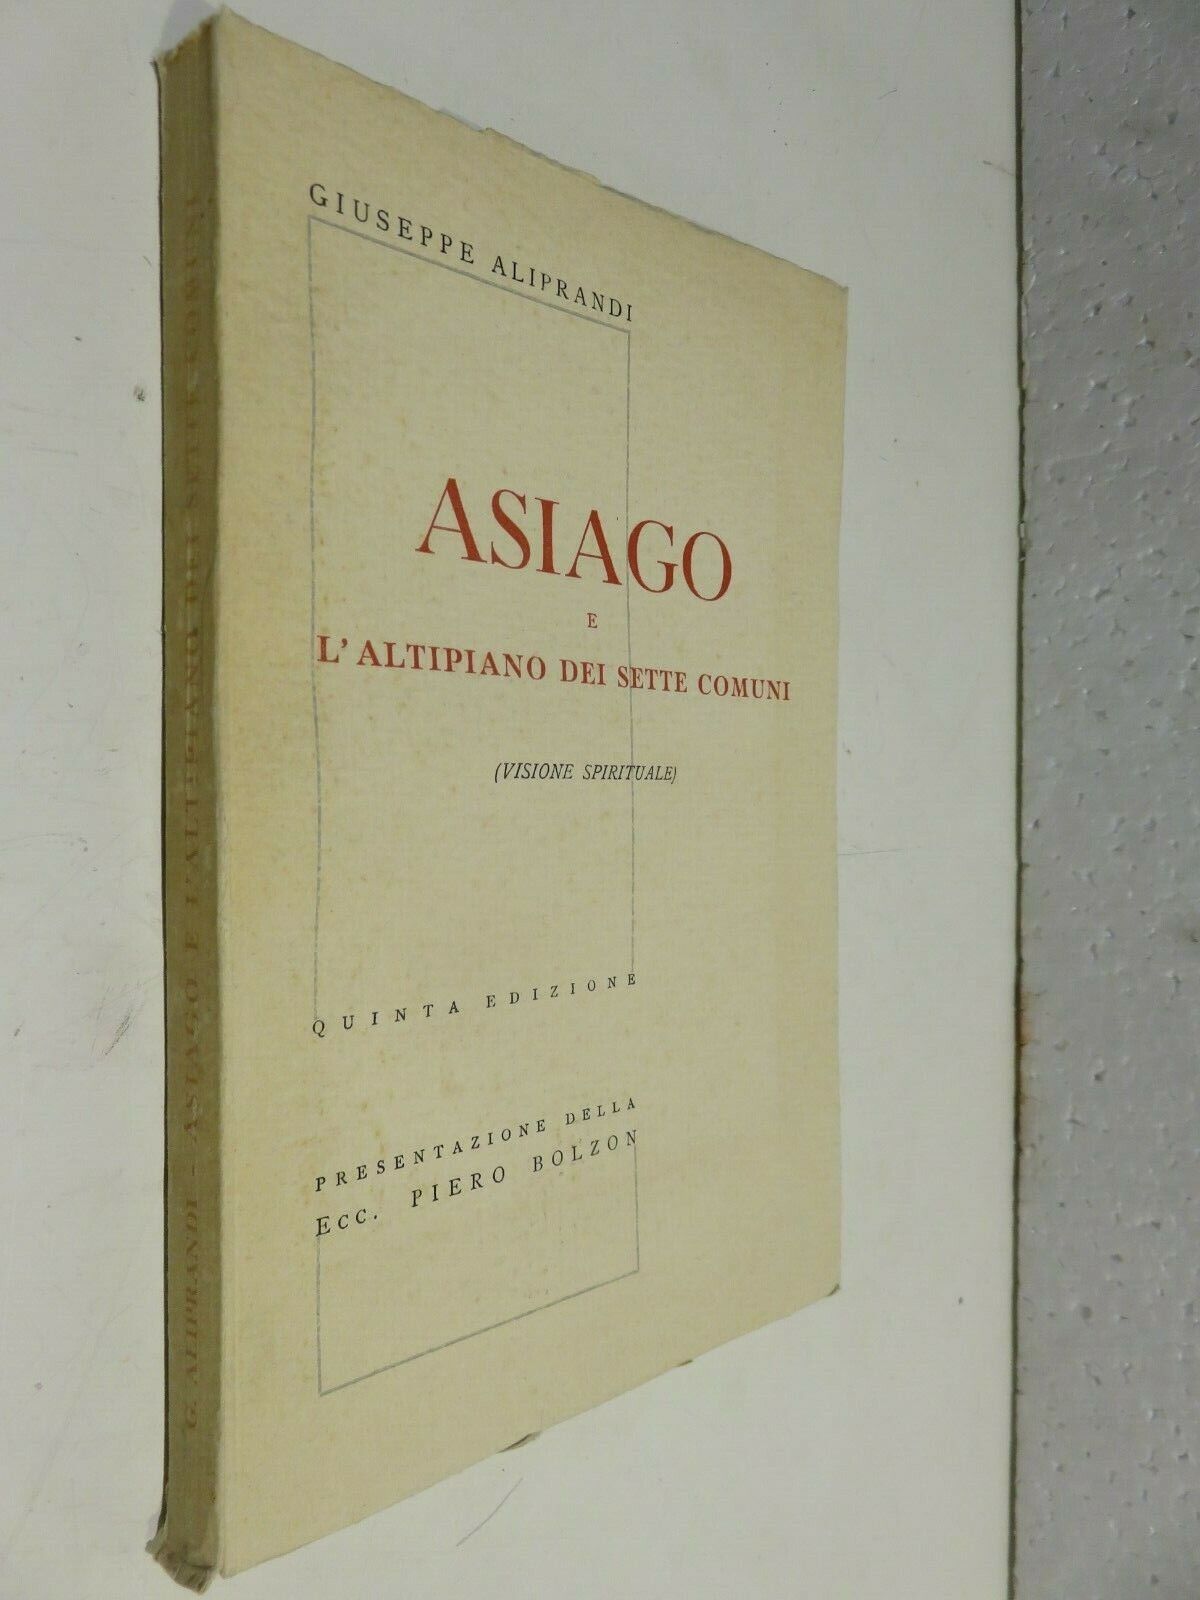 GIUSEPPE ALIPRANDI
ASIAGO
E
L'ALTIPIANO DEI SETTE COMUNI
(VISIONE SPIRITUALE)
QUINTA EDIZIONE
PRESENTAZIONE DELLA
ECC. PIERO BOLZON
G. ALIPRANDI - ASIAGO E L'ALTIPIANO DEI SETTE COMUNI